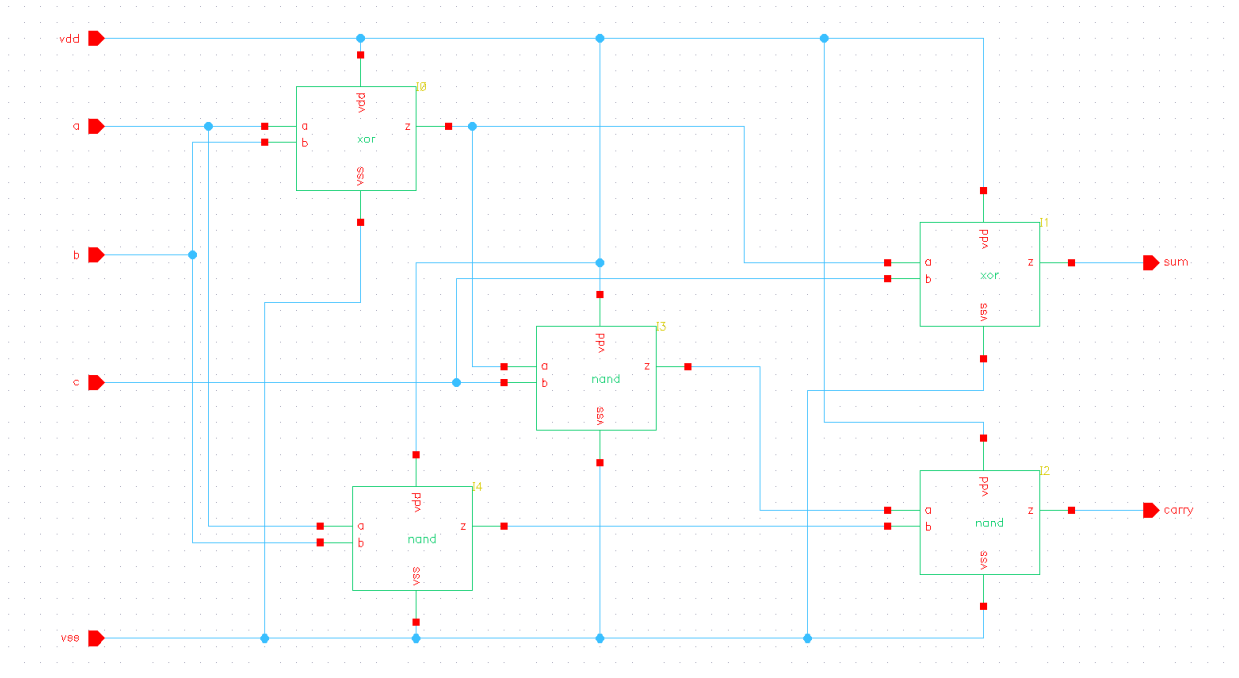 vdd
I0
vdd
a
a
z
b
xor
vss
I1
vdd
b
a
z
sum
b
xor
vss
I3
vdd
a
z
b
nand
c
vss
I2
I4
vdd
vdd
a
z
carry
b
nand
a
z
b
nand
vss
vss
vss